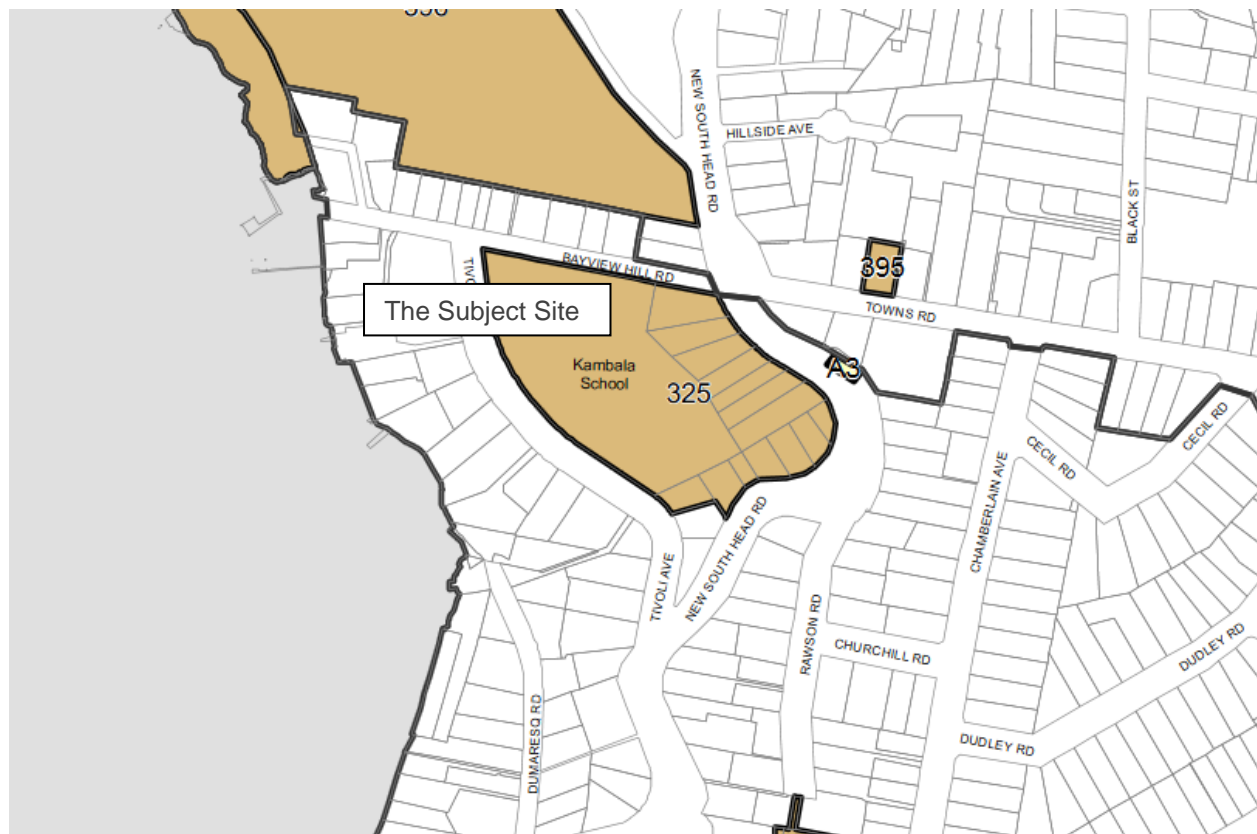 NEW SOUTH HEAD RD
HILLSIDE AVE
BLACK ST
395
BAYVIEW HILL RD
TOWNS RD
The Subject Site
Kambala
School
325
A3
CECIL RD
CECIL RD
CHAMBERLAIN AVE
NEW SOUTH HEAD RD
TIVOLI AVE
RAWSON RD
CHURCHILL RD
DUDLEY RD
DUMARESQ RD
DUDLEY RD